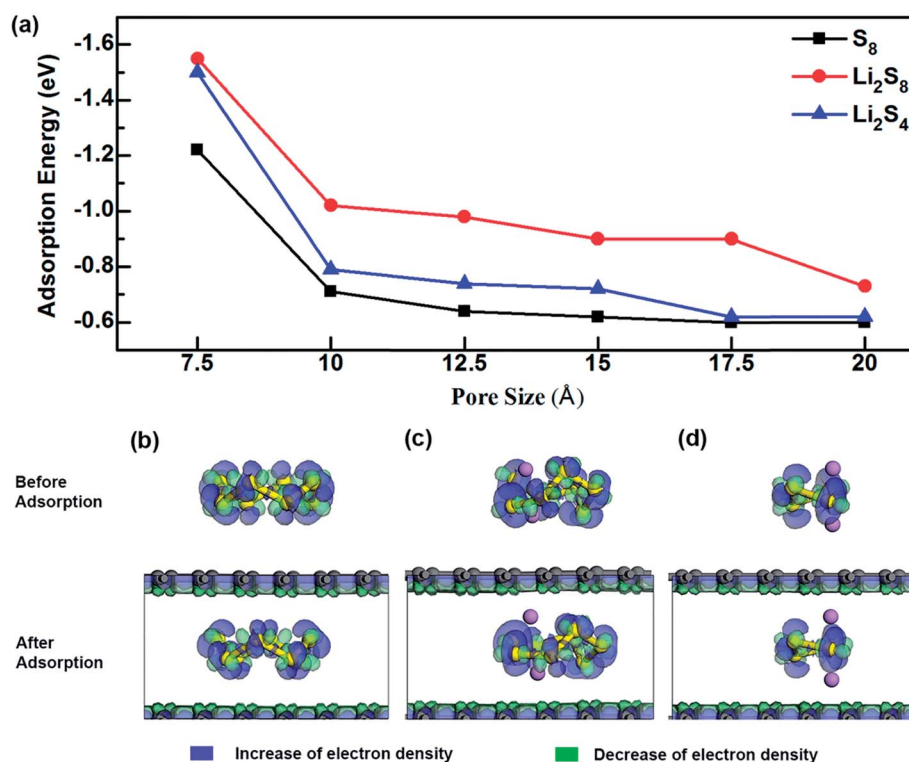 (a)
Adsorption Energy (eV)
-1.6
-1.4
-1.2
-1.0
-0.8
-0.6
S₈
Li₂S₈
Li₂S₄
7.5
10
12.5
15
17.5
20
Pore Size (Å)
(b)
(c)
(d)
Before
Adsorption
After
Adsorption
Increase of electron density
Decrease of electron density